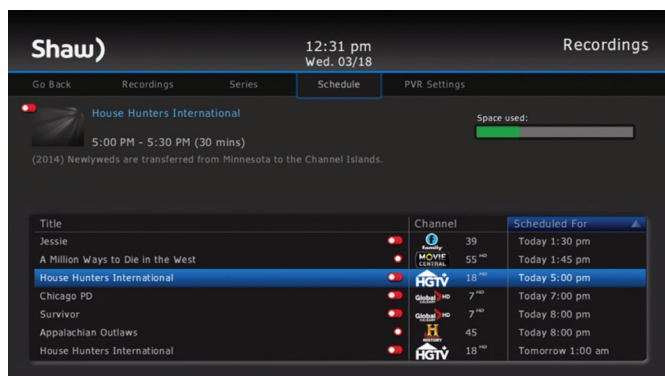 Shaw)
12:31 pm
Wed. 03/18
Recordings
Go Back Recordings Series Schedule PVR Settings
House Hunters International
5:00 PM - 5:30 PM (30 mins)
Space used:
(2014) Newlyweds are transferred from Minnesota to the Channel Islands.
Title Channel Scheduled For
Jessie family 39 Today 1:30 pm
A Million Ways to Die in the West MOVIE CENTRAL 55 HD Today 1:45 pm
House Hunters International HGTV 18 HD Today 5:00 pm
Chicago PD Global HD 7 HD Today 7:00 pm
Survivor Global HD 7 HD Today 8:00 pm
Appalachian Outlaws H HISTORY 45 Today 8:00 pm
House Hunters International HGTV 18 HD Tomorrow 1:00 am